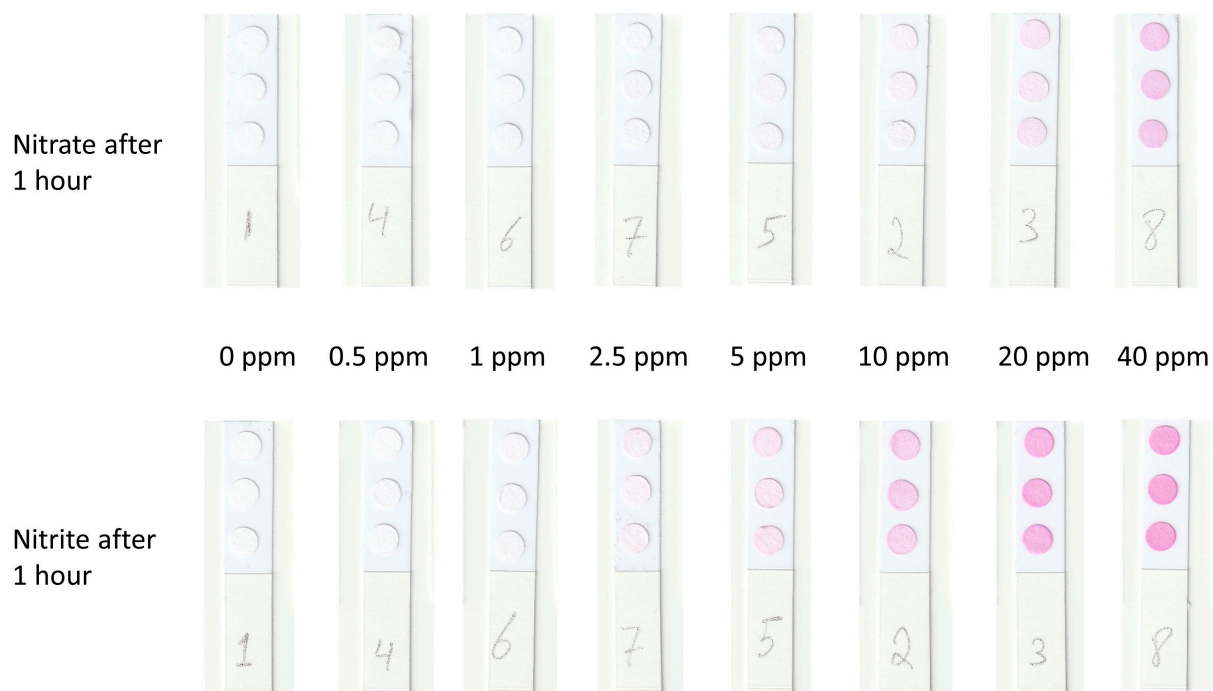 Nitrate after
1 hour
1 4 6 7 5 2 3 8
0 ppm 0.5 ppm 1 ppm 2.5 ppm 5 ppm 10 ppm 20 ppm 40 ppm
Nitrite after
1 hour
1 4 6 7 5 2 3 8